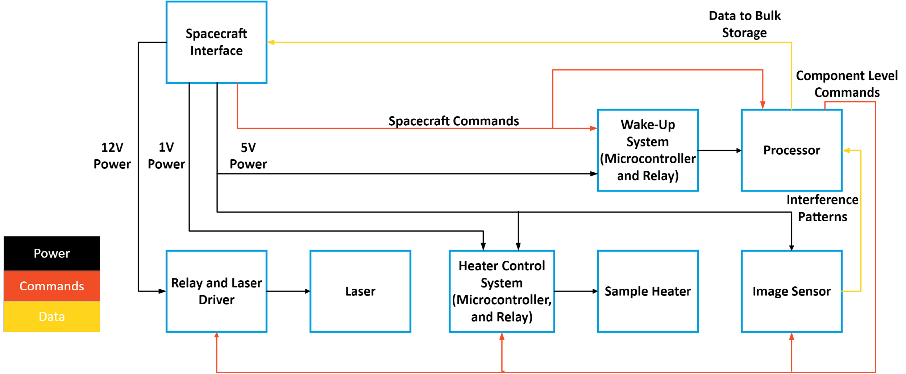 Spacecraft
Interface
Data to Bulk
Storage
Component Level
Commands
Spacecraft Commands
Wake-Up
System
(Microcontroller
and Relay)
Processor
12V
Power
1V
Power
5V
Power
Interference
Patterns
Power
Commands
Data
Relay and Laser
Driver
Laser
Heater Control
System
(Microcontroller,
and Relay)
Sample Heater
Image Sensor